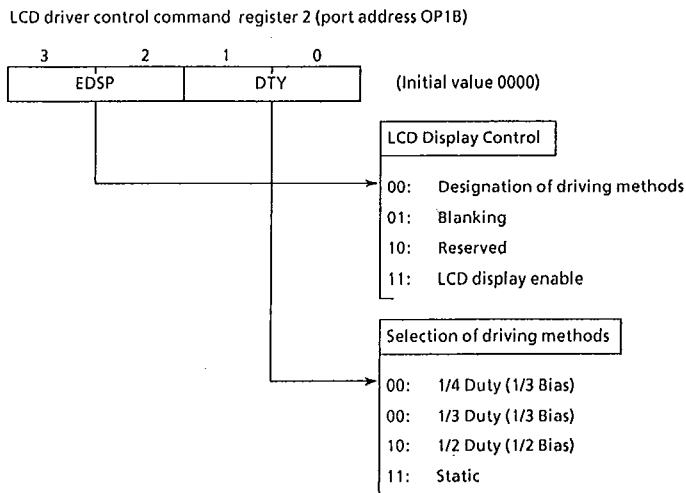 LCD driver control command register 2 (port address OP1B)
3 2 1 0
EDSP DTY (Initial value 0000)
LCD Display Control
00: Designation of driving methods
01: Blanking
10: Reserved
11: LCD display enable
Selection of driving methods
00: 1/4 Duty (1/3 Bias)
00: 1/3 Duty (1/3 Bias)
10: 1/2 Duty (1/2 Bias)
11: Static